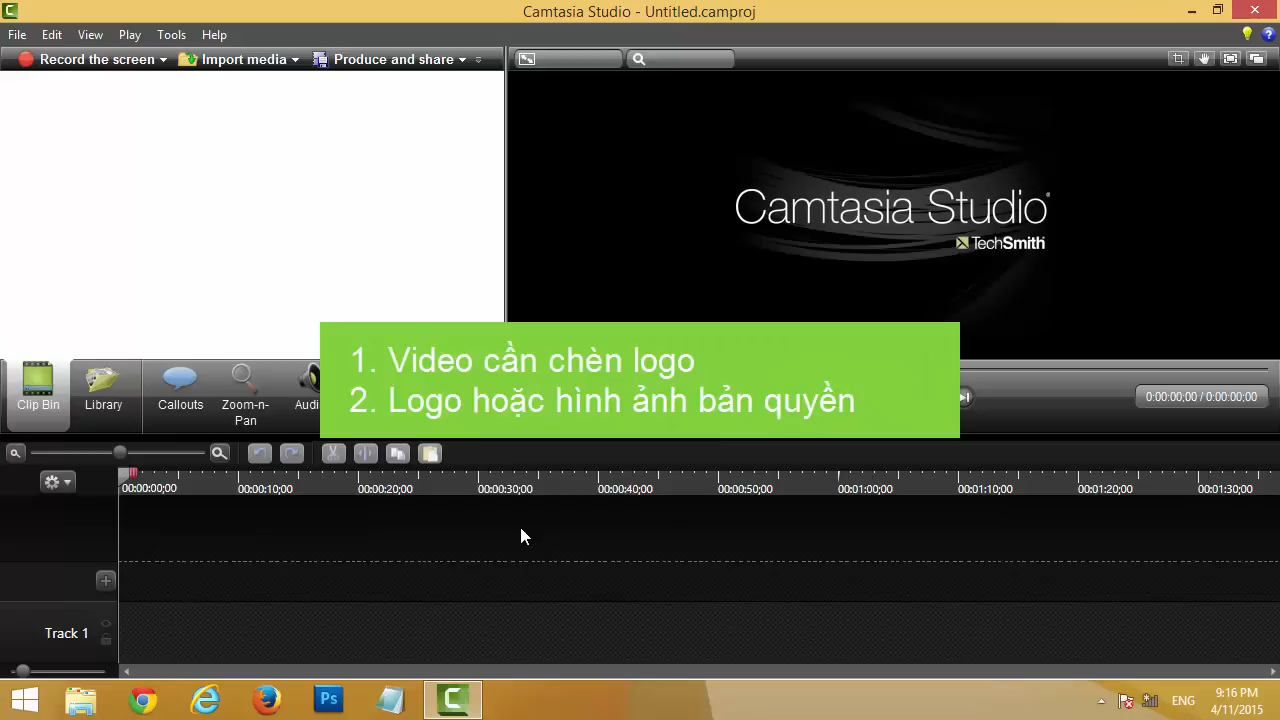 Camtasia Studio - Untitled.camproj
File Edit View Play Tools Help
Record the screen Import media Produce and share
Camtasia Studio®
TechSmith
1. Video cần chèn logo
2. Logo hoặc hình ảnh bản quyền
Clip Bin Library Callouts Zoom-n-Pan Audi
0:00:00;00 / 0:00:00;00
00:00:00;00 00:00:10;00 00:00:20;00 00:00:30;00 00:00:40;00 00:00:50;00 00:01:00;00 00:01:10;00 00:01:20;00 00:01:30;00
Track 1
Ps
ENG
9:16 PM
4/11/2015